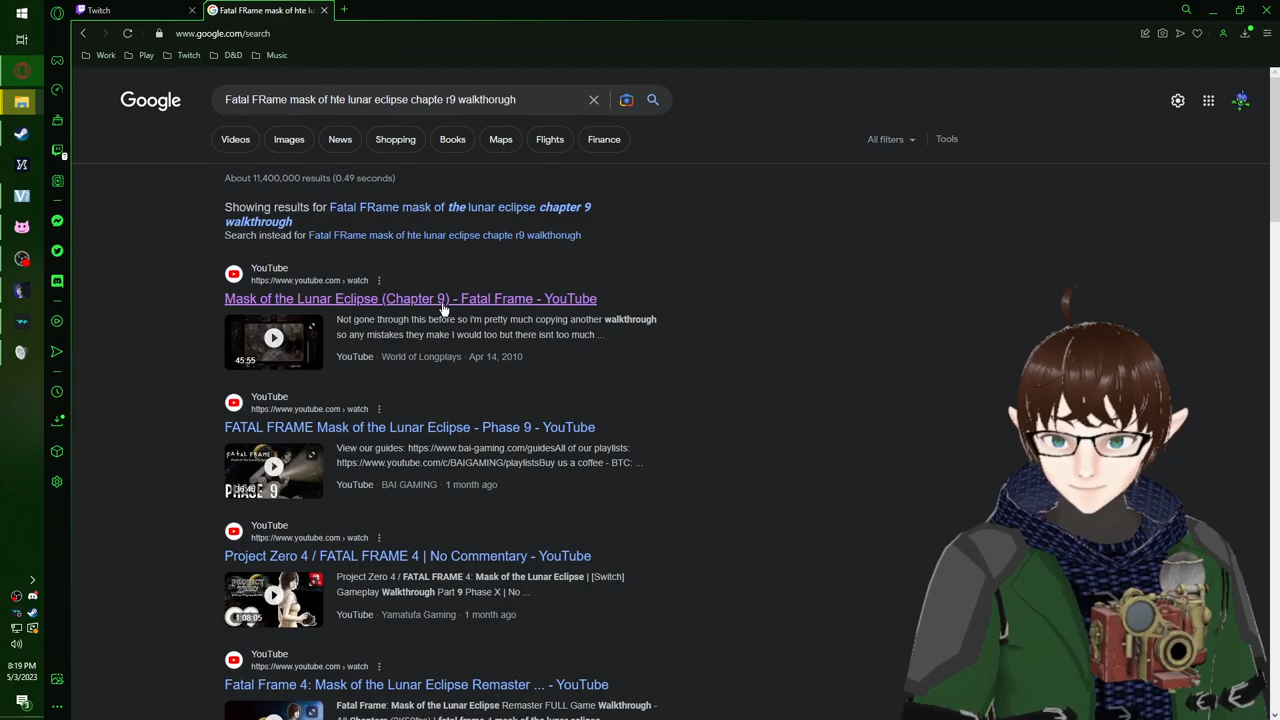 Twitch
Fatal FRame mask of hte lu
www.google.com/search
Work
Play
Twitch
D&D
Music
Google
Fatal FRame mask of hte lunar eclipse chapte r9 walkthorugh
Videos
Images
News
Shopping
Books
Maps
Flights
Finance
All filters
Tools
About 11,400,000 results (0.49 seconds)
Showing results for Fatal FRame mask of the lunar eclipse chapter 9
walkthrough
Search instead for Fatal FRame mask of hte lunar eclipse chapte r9 walkthorugh
YouTube
https://www.youtube.com › watch
Mask of the Lunar Eclipse (Chapter 9) - Fatal Frame - YouTube
Not gone through this before so i'm pretty much copying another walkthrough
so any mistakes they make I would too but there isnt too much ...
45:55
YouTube · World of Longplays · Apr 14, 2010
YouTube
https://www.youtube.com › watch
FATAL FRAME Mask of the Lunar Eclipse - Phase 9 - YouTube
View our guides: https://www.bai-gaming.com/guidesAll of our playlists:
https://www.youtube.com/c/BAIGAMING/playlistsBuy us a coffee - BTC: ...
FATAL FRAME
PHASE 9
YouTube · BAI GAMING · 1 month ago
YouTube
https://www.youtube.com › watch
Project Zero 4 / FATAL FRAME 4 | No Commentary - YouTube
Project Zero 4 / FATAL FRAME 4: Mask of the Lunar Eclipse | [Switch]
Gameplay Walkthrough Part 9 Phase X | No ...
PROJECT
1:08:05
YouTube · Yamatufa Gaming · 1 month ago
YouTube
https://www.youtube.com › watch
Fatal Frame 4: Mask of the Lunar Eclipse Remaster ... - YouTube
Fatal Frame: Mask of the Lunar Eclipse Remaster FULL Game Walkthrough -
8:19 PM
5/3/2023